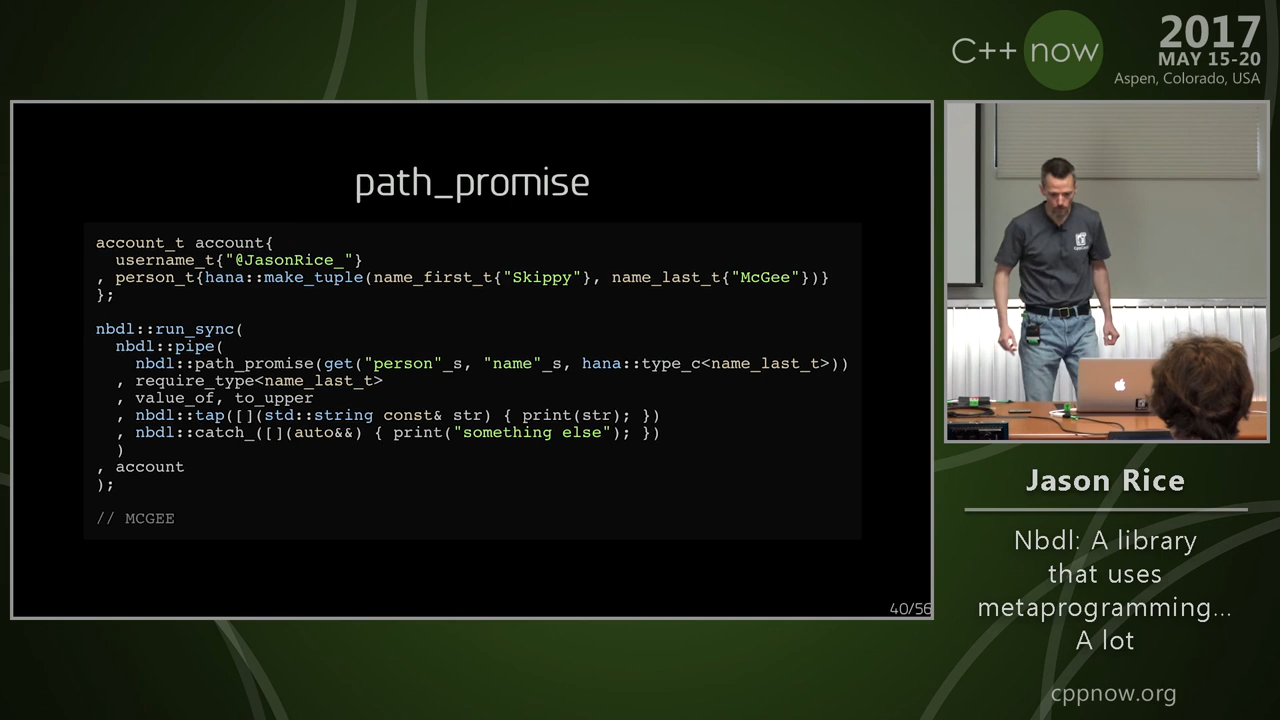 C++ now
2017
MAY 15-20
Aspen, Colorado, USA
path_promise
account_t account{
  username_t{"@JasonRice_"}
, person_t{hana::make_tuple(name_first_t{"Skippy"}, name_last_t{"McGee"})}
};
nbdl::run_sync(
  nbdl::pipe(
    nbdl::path_promise(get("person"_s, "name"_s, hana::type_c<name_last_t>))
  , require_type<name_last_t>
  , value_of, to_upper
  , nbdl::tap([](std::string const& str) { print(str); })
  , nbdl::catch_([](auto&&) { print("something else"); })
  )
, account
);
// MCGEE
40/56
Jason Rice
Nbdl: A library
that uses
metaprogramming...
A lot
cppnow.org